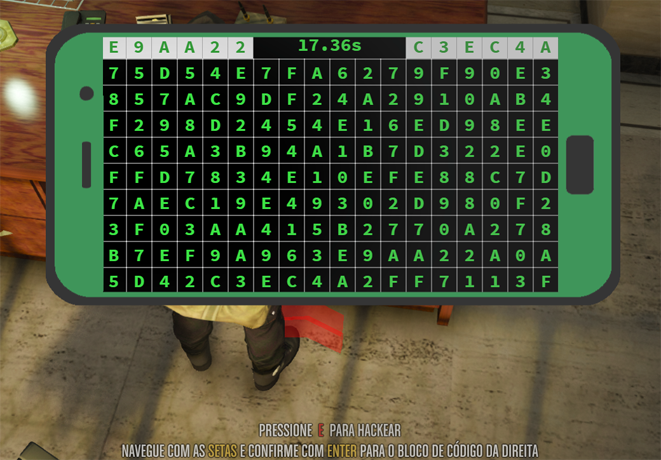 E 9 A A 2 2 17.36s C 3 E C 4 A
7 5 D 5 4 E 7 F A 6 2 7 9 F 9 0 E 3
8 5 7 A C 9 D F 2 4 A 2 9 1 0 A B 4
F 2 9 8 D 2 4 5 4 E 1 6 E D 9 8 E E
C 6 5 A 3 B 9 4 A 1 B 7 D 3 2 2 E 0
F F D 7 8 3 4 E 1 0 E F E 8 8 C 7 D
7 A E C 1 9 E 4 9 3 0 2 D 9 8 0 F 2
3 F 0 3 A A 4 1 5 B 2 7 7 0 A 2 7 8
B 7 E F 9 A 9 6 3 E 9 A A 2 2 A 0 A
5 D 4 2 C 3 E C 4 A 2 F F 7 1 1 3 F
PRESSIONE E PARA HACKEAR
NAVEGUE COM AS SETAS E CONFIRME COM ENTER PARA O BLOCO DE CÓDIGO DA DIREITA